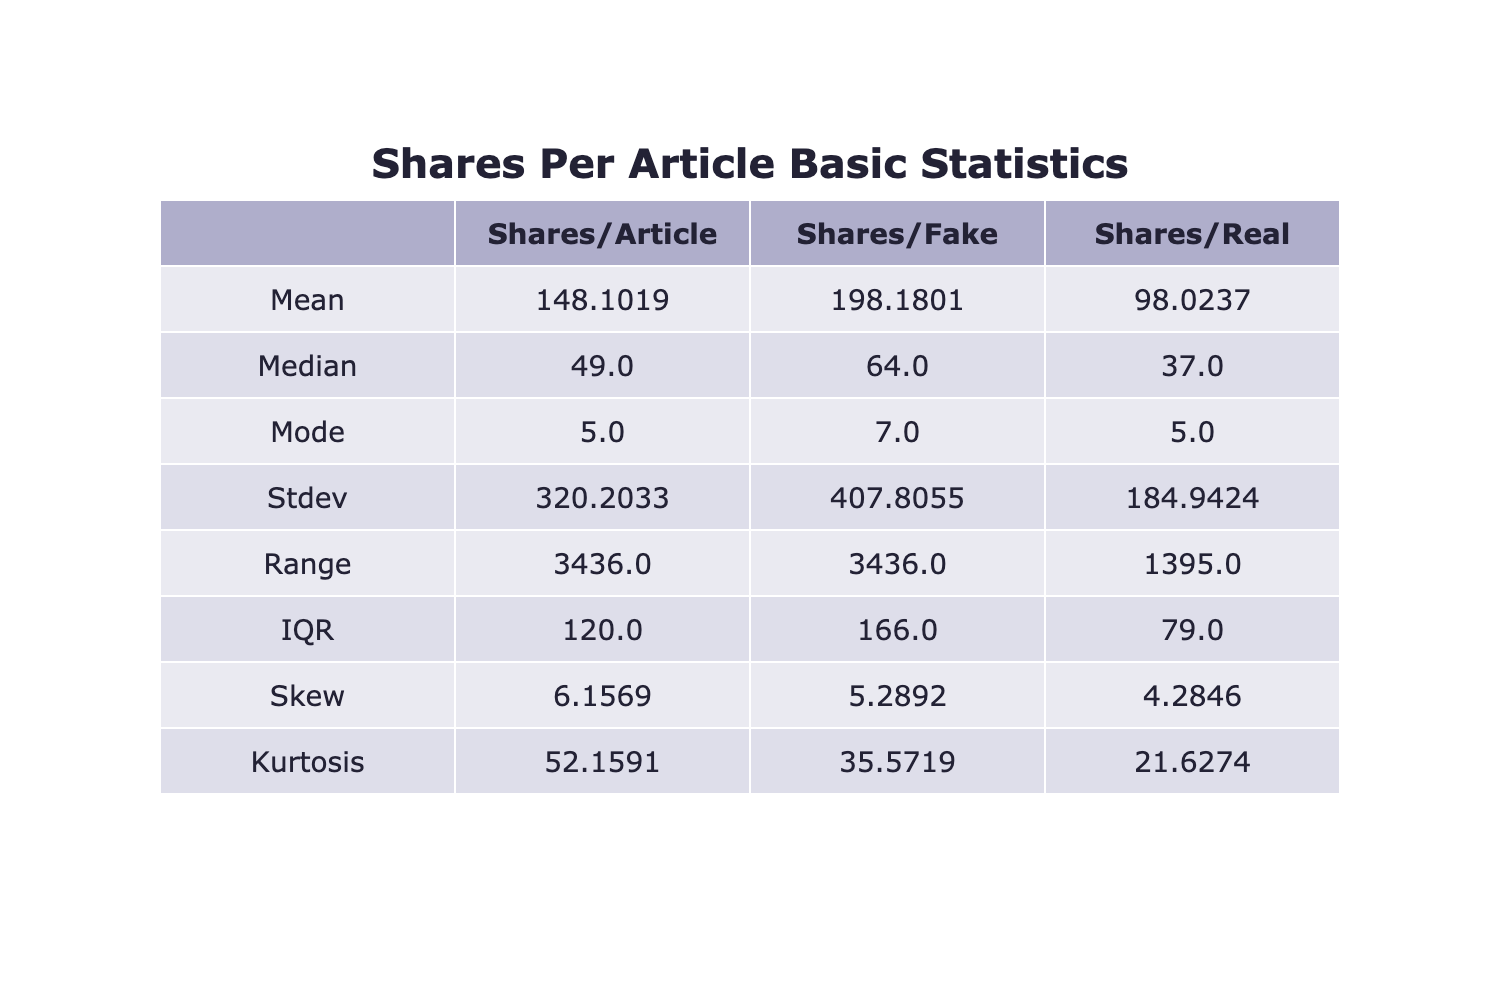 Shares Per Article Basic Statistics
Shares/Article Shares/Fake Shares/Real
Mean 148.1019 198.1801 98.0237
Median 49.0 64.0 37.0
Mode 5.0 7.0 5.0
Stdev 320.2033 407.8055 184.9424
Range 3436.0 3436.0 1395.0
IQR 120.0 166.0 79.0
Skew 6.1569 5.2892 4.2846
Kurtosis 52.1591 35.5719 21.6274